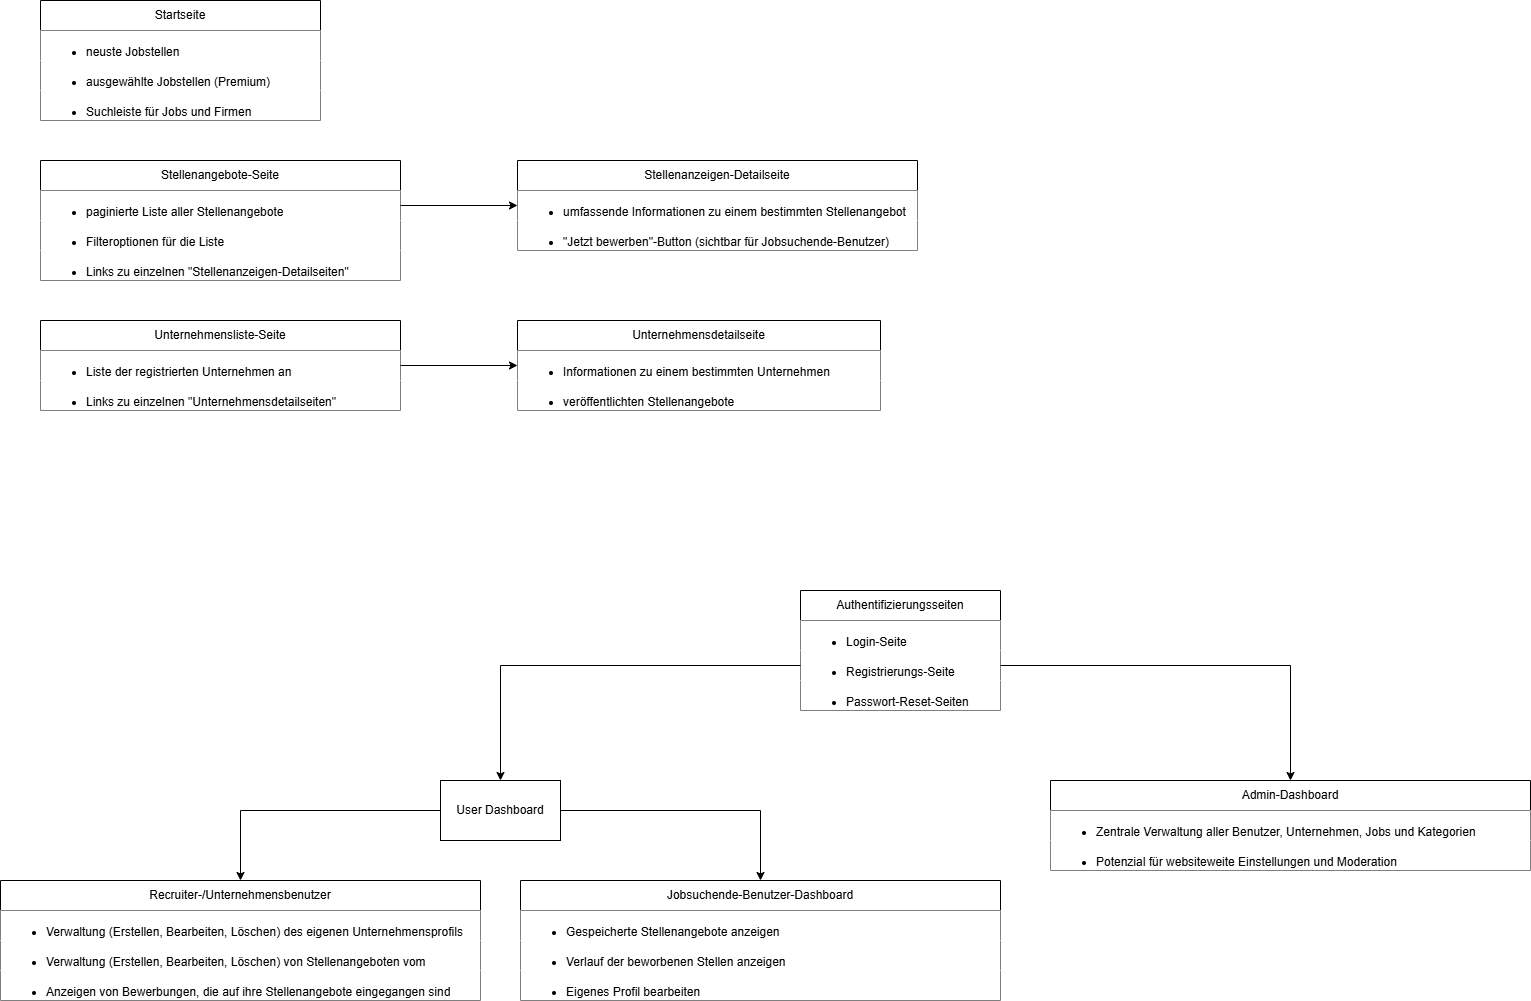 Startseite
neuste Jobstellen
ausgewählte Jobstellen (Premium)
Suchleiste für Jobs und Firmen
Stellenangebote-Seite
paginierte Liste aller Stellenangebote
Filteroptionen für die Liste
Links zu einzelnen "Stellenanzeigen-Detailseiten"
Stellenanzeigen-Detailseite
umfassende Informationen zu einem bestimmten Stellenangebot
"Jetzt bewerben"-Button (sichtbar für Jobsuchende-Benutzer)
Unternehmensliste-Seite
Liste der registrierten Unternehmen an
Links zu einzelnen "Unternehmensdetailseiten"
Unternehmensdetailseite
Informationen zu einem bestimmten Unternehmen
veröffentlichten Stellenangebote
Authentifizierungsseiten
Login-Seite
Registrierungs-Seite
Passwort-Reset-Seiten
User Dashboard
Admin-Dashboard
Zentrale Verwaltung aller Benutzer, Unternehmen, Jobs und Kategorien
Potenzial für websiteweite Einstellungen und Moderation
Recruiter-/Unternehmensbenutzer
Verwaltung (Erstellen, Bearbeiten, Löschen) des eigenen Unternehmensprofils
Verwaltung (Erstellen, Bearbeiten, Löschen) von Stellenangeboten vom
Anzeigen von Bewerbungen, die auf ihre Stellenangebote eingegangen sind
Jobsuchende-Benutzer-Dashboard
Gespeicherte Stellenangebote anzeigen
Verlauf der beworbenen Stellen anzeigen
Eigenes Profil bearbeiten